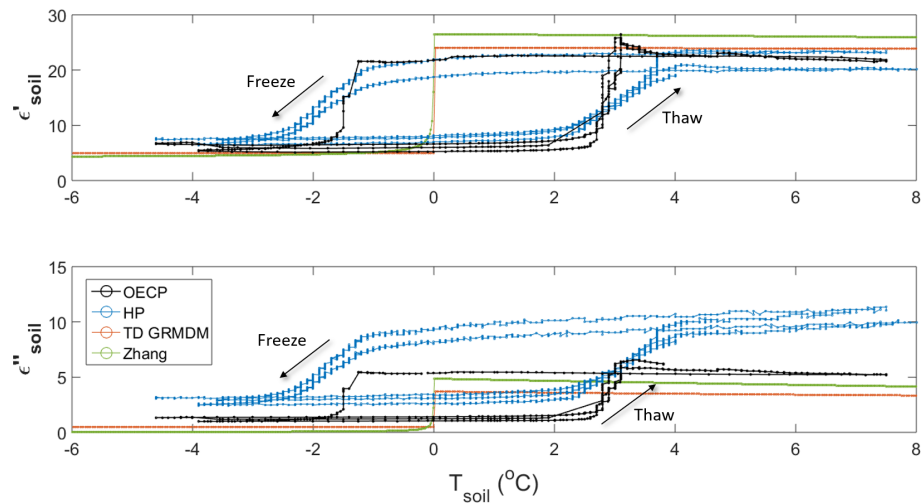 30
20
10
0
ϵ'soil
Freeze
Thaw
-6 -4 -2 0 2 4 6 8
15
10
5
0
ϵ''soil
OECP
HP
TD GRMDM
Zhang
Freeze
Thaw
-6 -4 -2 0 2 4 6 8
Tsoil (°C)